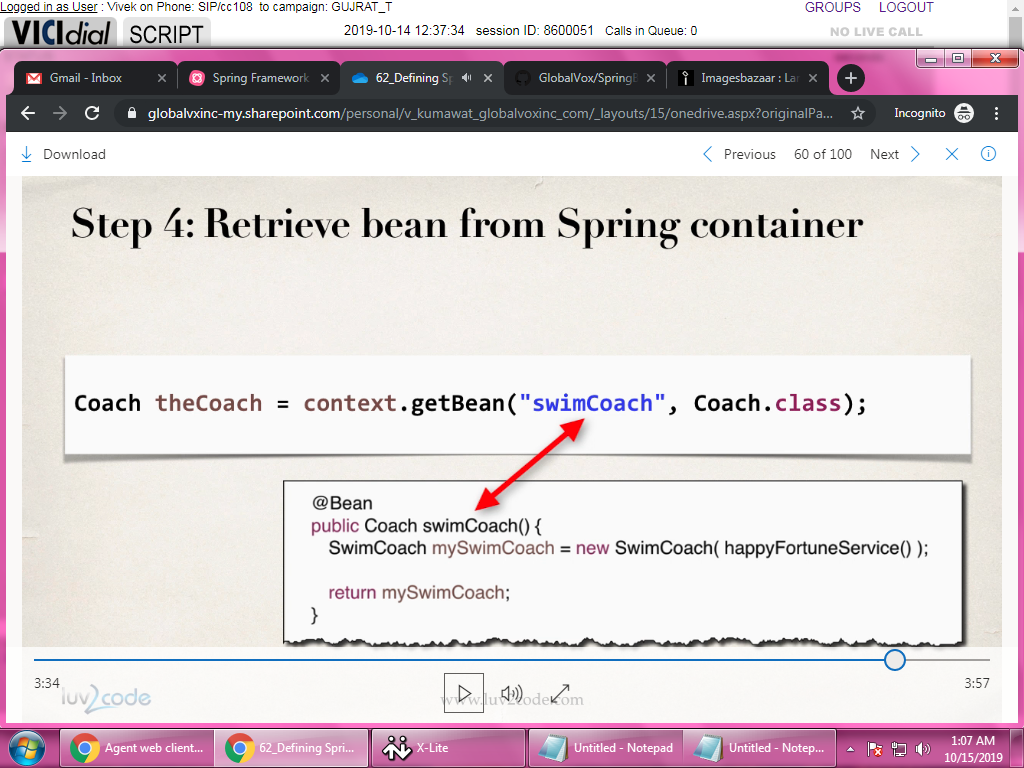 Logged in as User : Vivek on Phone: SIP/cc108 to campaign: GUJRAT_T
GROUPS LOGOUT
VICIdial SCRIPT
2019-10-14 12:37:34 session ID: 8600051 Calls in Queue: 0
NO LIVE CALL
Gmail - Inbox
Spring Framework
62_Defining Sp
GlobalVox/SpringB
Imagesbazaar : Lar
globalvxinc-my.sharepoint.com/personal/v_kumawat_globalvoxinc_com/_layouts/15/onedrive.aspx?originalPa...
Incognito
Download
Previous 60 of 100 Next
Step 4: Retrieve bean from Spring container
Coach theCoach = context.getBean("swimCoach", Coach.class);
@Bean
public Coach swimCoach() {
SwimCoach mySwimCoach = new SwimCoach( happyFortuneService() );
return mySwimCoach;
}
3:34
3:57
luv2code
www.luv2code.com
Agent web client...
62_Defining Spri...
X-Lite
Untitled - Notepad
Untitled - Notep...
1:07 AM
10/15/2019